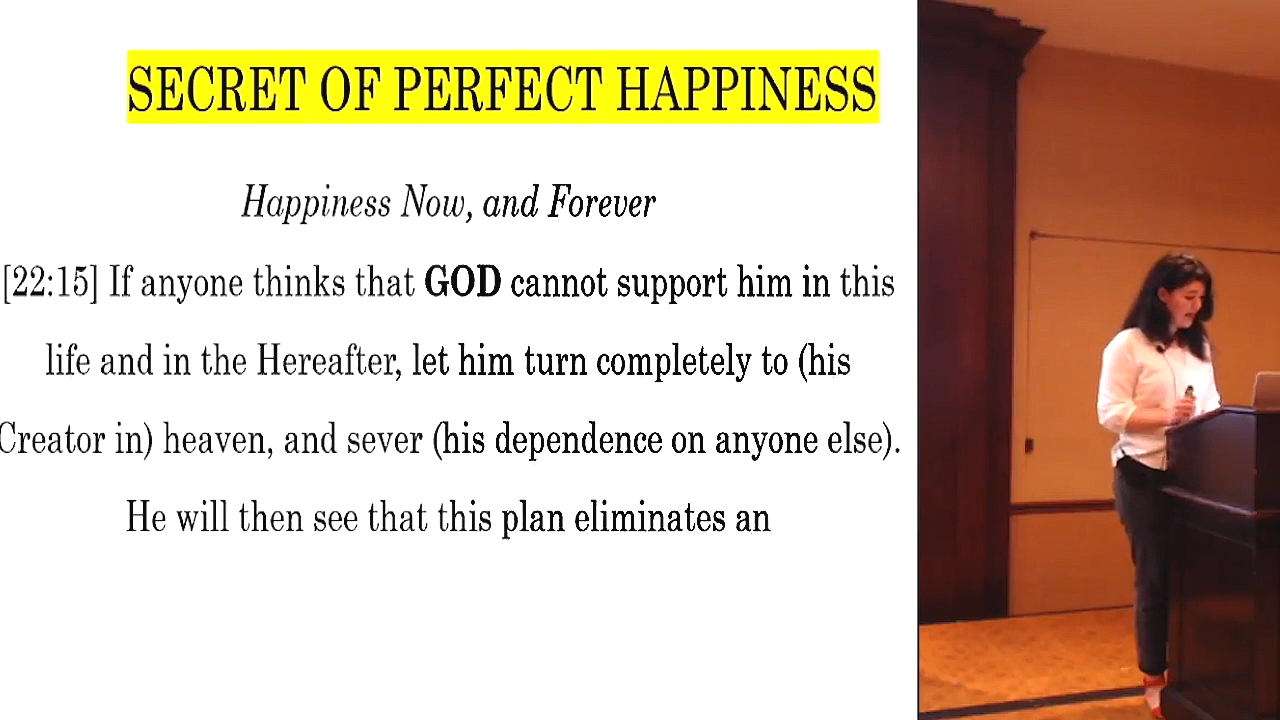 SECRET OF PERFECT HAPPINESS
Happiness Now, and Forever
[22:15] If anyone thinks that GOD cannot support him in this
life and in the Hereafter, let him turn completely to (his
Creator in) heaven, and sever (his dependence on anyone else).
He will then see that this plan eliminates an